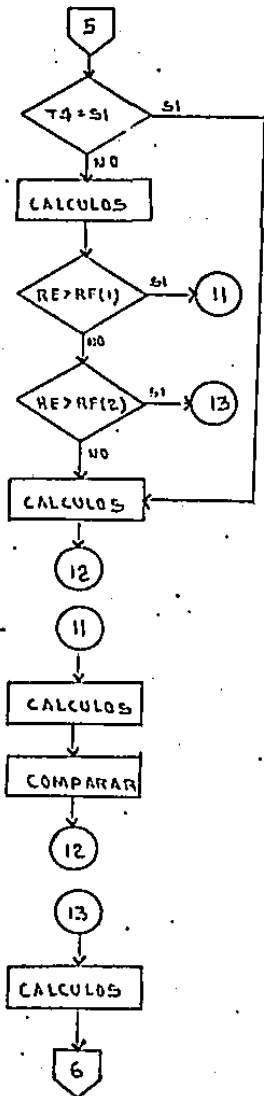 5
T4=SI
SI
NO
CALCULOS
RE>RF(1)
SI
11
NO
RE>RF(2)
SI
13
NO
CALCULOS
12
11
CALCULOS
COMPARAR
12
13
CALCULOS
6